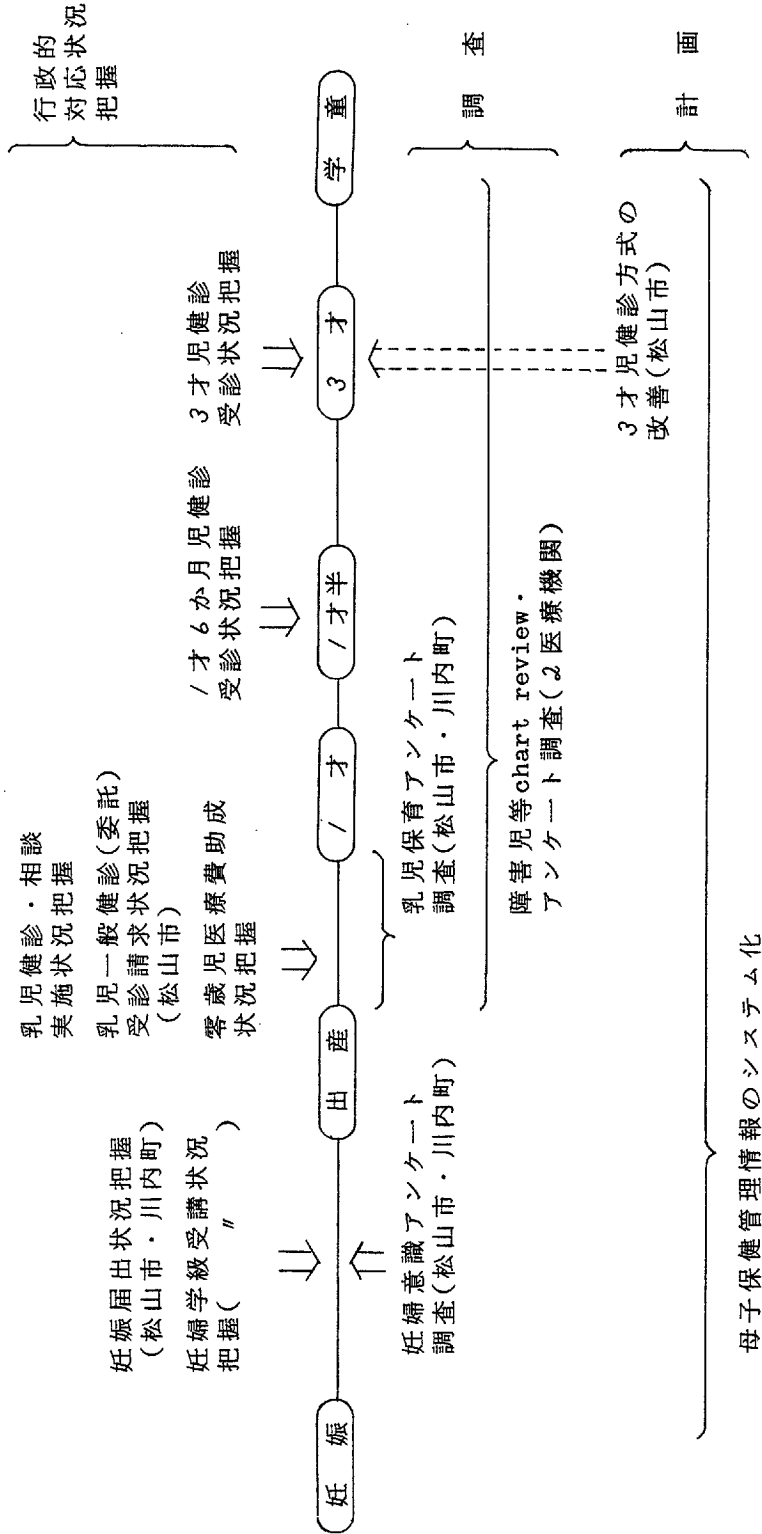 妊娠届出状況把握
(松山市・川内町)
妊婦学級受講状況
把握(　〃　)
乳児健診・相談
実施状況把握
乳児一般健診(委託)
受診請求状況把握
(松山市)
零歳児医療費助成
状況把握
1才6か月児健診
受診状況把握
3才児健診
受診状況把握
行政的
対応状況
把握
妊娠
出産
1才
1才半
3才
学童
妊婦意識アンケート
調査(松山市・川内町)
乳児保育アンケート
調査(松山市・川内町)
障害児等chart review・
アンケート調査(2医療機関)
調査
3才児健診方式の
改善(松山市)
母子保健管理情報のシステム化
計画